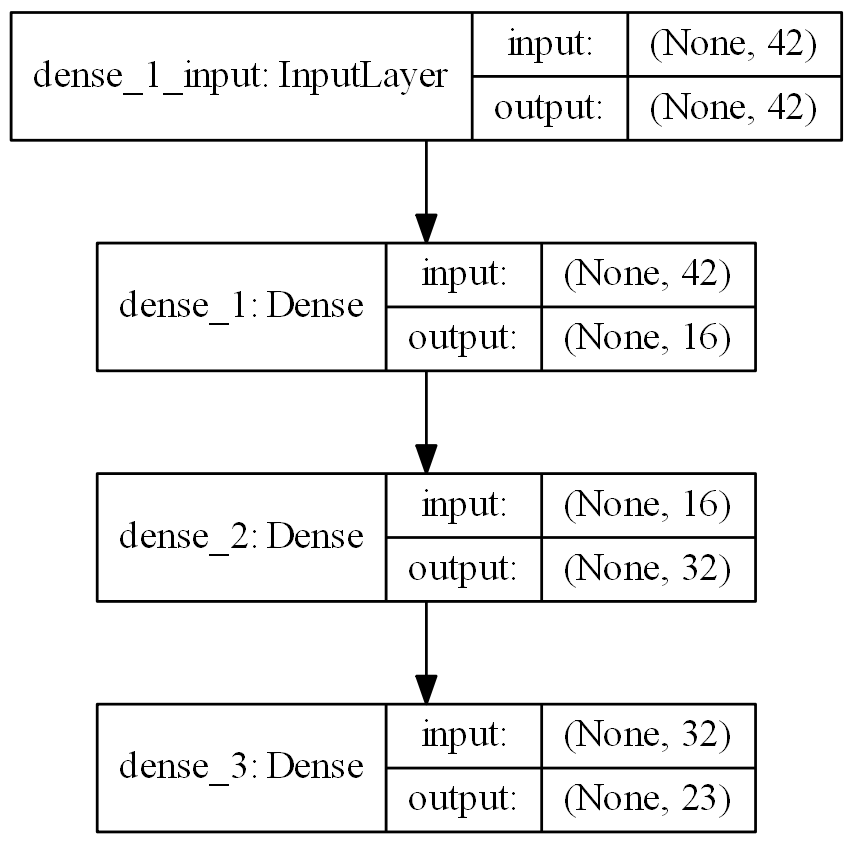 dense_1_input: InputLayer
input:
(None, 42)
output:
(None, 42)
dense_1: Dense
input:
(None, 42)
output:
(None, 16)
dense_2: Dense
input:
(None, 16)
output:
(None, 32)
dense_3: Dense
input:
(None, 32)
output:
(None, 23)